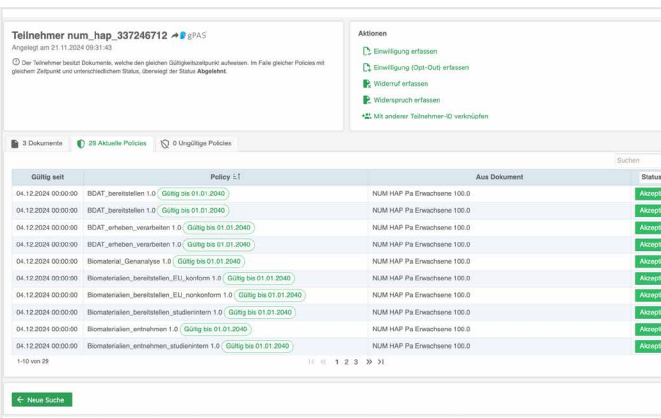 Teilnehmer num_hap_337246712 gPAS
Angelegt am 21.11.2024 09:31:43
Der Teilnehmer besitzt Dokumente, welche den gleichen Gültigkeitszeitpunkt aufweisen. Im Falle gleicher Policies mit
gleichem Zeitpunkt und unterschiedlichem Status, überwiegt der Status Abgelehnt.
Aktionen
Einwilligung erfassen
Einwilligung (Opt-Out) erfassen
Widerruf erfassen
Widerspruch erfassen
Mit anderer Teilnehmer-ID verknüpfen
3 Dokumente 29 Aktuelle Policies 0 Ungültige Policies
Suchen
Gültig seit Policy Aus Dokument Status
04.12.2024 00:00:00 BDAT_bereitstellen 1.0 Gültig bis 01.01.2040 NUM HAP Pa Erwachsene 100.0 Akzept
04.12.2024 00:00:00 BDAT_bereitstellen 1.0 Gültig bis 01.01.2040 NUM HAP Pa Erwachsene 100.0 Akzept
04.12.2024 00:00:00 BDAT_erheben_verarbeiten 1.0 Gültig bis 01.01.2040 NUM HAP Pa Erwachsene 100.0 Akzept
04.12.2024 00:00:00 BDAT_erheben_verarbeiten 1.0 Gültig bis 01.01.2040 NUM HAP Pa Erwachsene 100.0 Akzept
04.12.2024 00:00:00 Biomaterial_Genanalyse 1.0 Gültig bis 01.01.2040 NUM HAP Pa Erwachsene 100.0 Akzept
04.12.2024 00:00:00 Biomaterialien_bereitstellen_EU_konform 1.0 Gültig bis 01.01.2040 NUM HAP Pa Erwachsene 100.0 Akzept
04.12.2024 00:00:00 Biomaterialien_bereitstellen_EU_nonkonform 1.0 Gültig bis 01.01.2040 NUM HAP Pa Erwachsene 100.0 Akzept
04.12.2024 00:00:00 Biomaterialien_bereitstellen_studienintern 1.0 Gültig bis 01.01.2040 NUM HAP Pa Erwachsene 100.0 Akzept
04.12.2024 00:00:00 Biomaterialien_entnehmen 1.0 Gültig bis 01.01.2040 NUM HAP Pa Erwachsene 100.0 Akzept
04.12.2024 00:00:00 Biomaterialien_entnehmen_studienintern 1.0 Gültig bis 01.01.2040 NUM HAP Pa Erwachsene 100.0 Akzept
1-10 von 29 1 2 3
Neue Suche